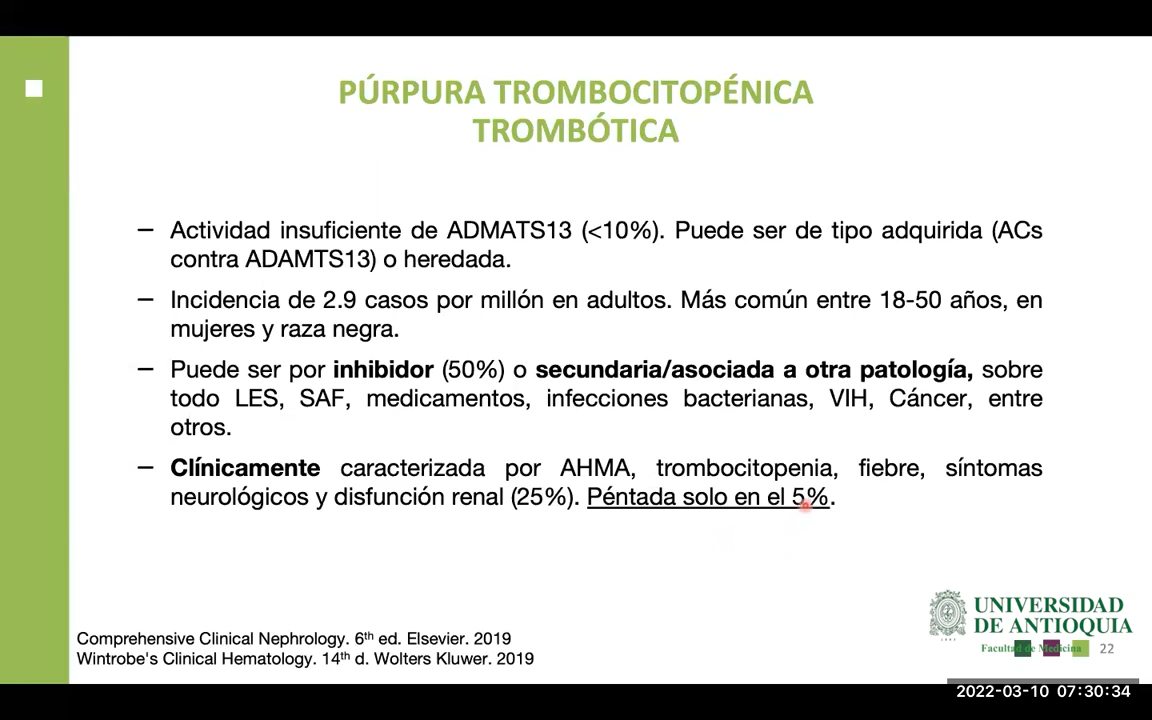 PÚRPURA TROMBOCITOPÉNICA
TROMBÓTICA
– Actividad insuficiente de ADMATS13 (<10%). Puede ser de tipo adquirida (ACs
contra ADAMTS13) o heredada.
– Incidencia de 2.9 casos por millón en adultos. Más común entre 18-50 años, en
mujeres y raza negra.
– Puede ser por inhibidor (50%) o secundaria/asociada a otra patología, sobre
todo LES, SAF, medicamentos, infecciones bacterianas, VIH, Cáncer, entre
otros.
– Clínicamente caracterizada por AHMA, trombocitopenia, fiebre, síntomas
neurológicos y disfunción renal (25%). Péntada solo en el 5%.
Comprehensive Clinical Nephrology. 6th ed. Elsevier. 2019
Wintrobe's Clinical Hematology. 14th d. Wolters Kluwer. 2019
UNIVERSIDAD
DE ANTIOQUIA
Facultad de Medicina
22
2022-03-10 07:30:34